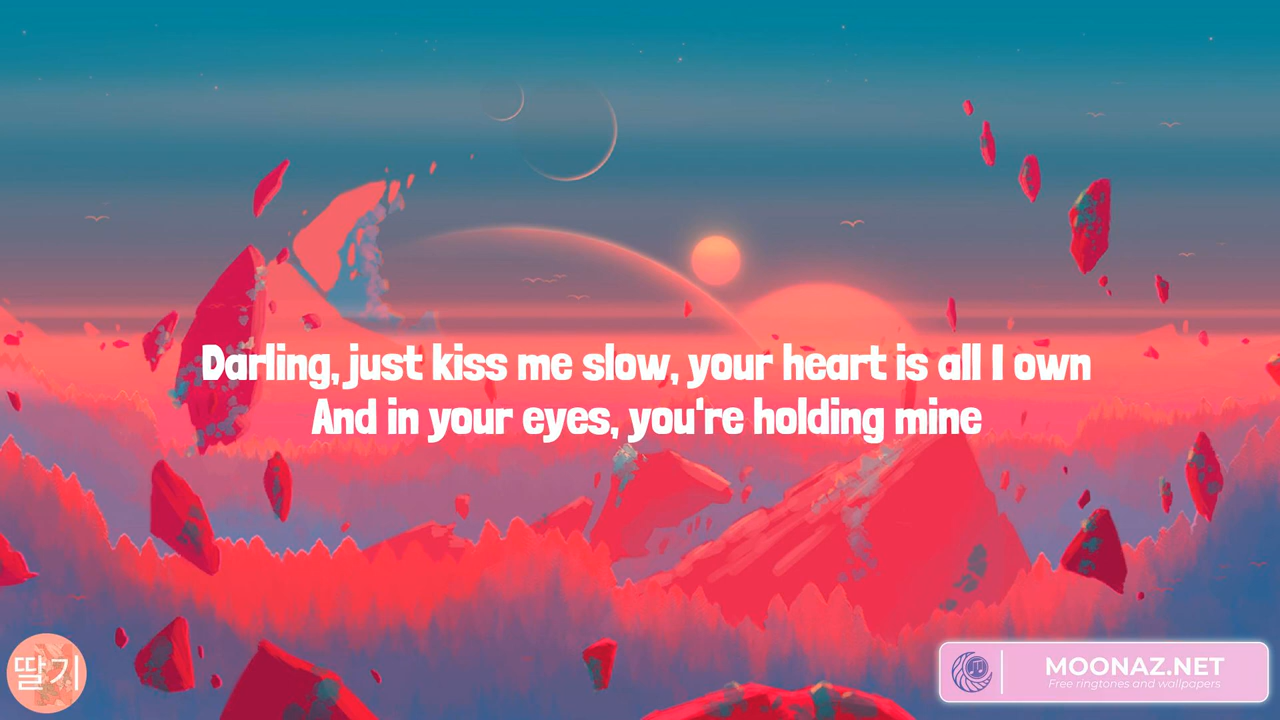 Darling, just kiss me slow, your heart is all I own
And in your eyes, you're holding mine
딸기
MOONAZ.NET
Free ringtones and wallpapers